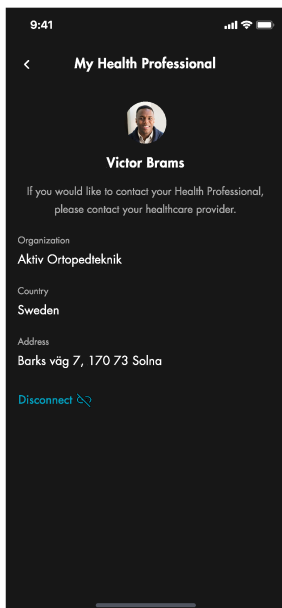 9:41
My Health Professional
Victor Brams
If you would like to contact your Health Professional,
please contact your healthcare provider.
Organization
Aktiv Ortopedteknik
Country
Sweden
Address
Barks väg 7, 170 73 Solna
Disconnect